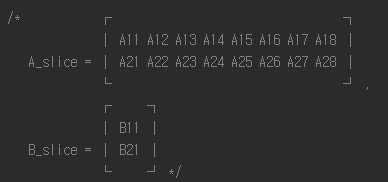 /*        ┌                                 ┐
          | A11 A12 A13 A14 A15 A16 A17 A18 |
A_slice = | A21 A22 A23 A24 A25 A26 A27 A28 |
          └                                 ┘ ,
          ┌     ┐
          | B11 |
B_slice = | B21 |
          └     ┘ */